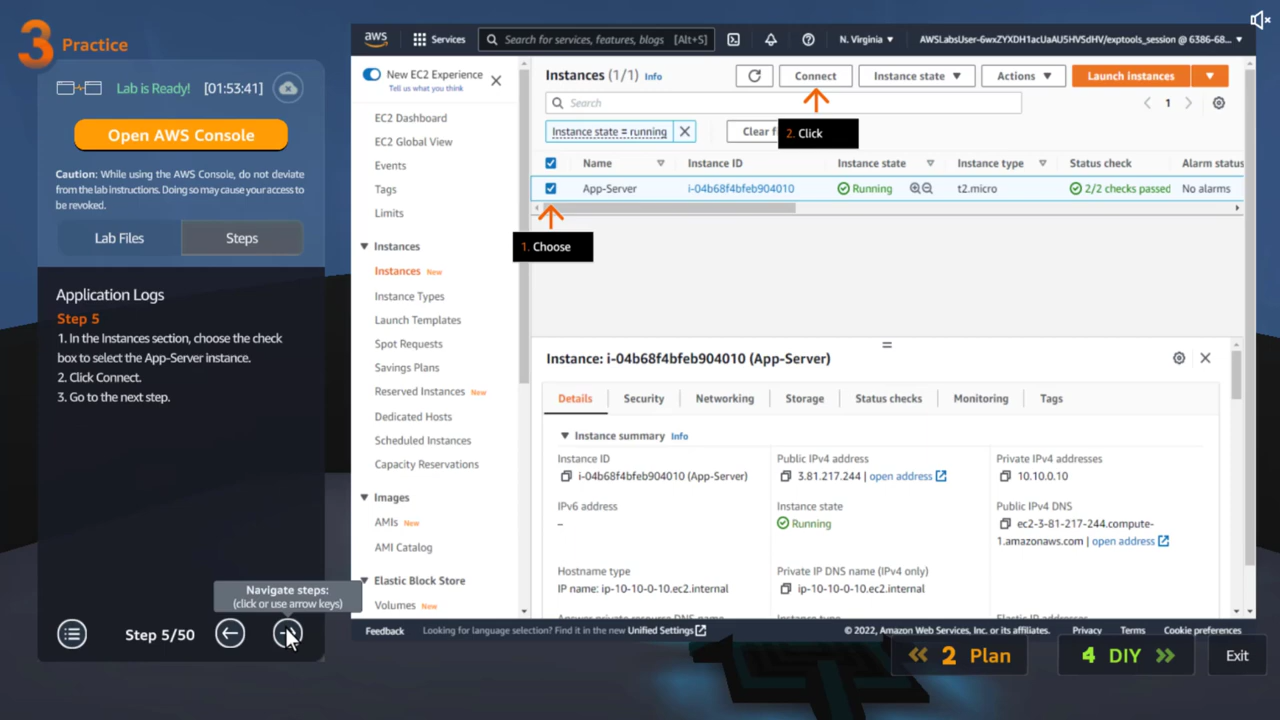 3 Practice
Lab is Ready! [01:53:41]
Open AWS Console
Caution: While using the AWS Console, do not deviate
from the lab instructions. Doing so may cause your access to
be revoked.
Lab Files
Steps
Application Logs
Step 5
1. In the Instances section, choose the check
box to select the App-Server instance.
2. Click Connect.
3. Go to the next step.
Navigate steps:
(click or use arrow keys)
Step 5/50
aws
Services
Search for services, features, blogs [Alt+S]
N. Virginia
AWSLabsUser-6wxZYXDH1acUaAU5HV5dHV/exptools_session @ 6386-68...
New EC2 Experience
Tell us what you think
EC2 Dashboard
EC2 Global View
Events
Tags
Limits
Instances
Instances New
Instance Types
Launch Templates
Spot Requests
Savings Plans
Reserved Instances New
Dedicated Hosts
Scheduled Instances
Capacity Reservations
Images
AMIs New
AMI Catalog
Elastic Block Store
Volumes New
Instances (1/1) Info
Connect
Instance state
Actions
Launch instances
Search
1
Instance state = running
Clear f
2. Click
Name
Instance ID
Instance state
Instance type
Status check
Alarm status
App-Server
i-04b68f4bfeb904010
Running
t2.micro
2/2 checks passed
No alarms
1. Choose
Instance: i-04b68f4bfeb904010 (App-Server)
Details
Security
Networking
Storage
Status checks
Monitoring
Tags
Instance summary Info
Instance ID
i-04b68f4bfeb904010 (App-Server)
Public IPv4 address
3.81.217.244 | open address
Private IPv4 addresses
10.10.0.10
IPv6 address
–
Instance state
Running
Public IPv4 DNS
ec2-3-81-217-244.compute-
1.amazonaws.com | open address
Hostname type
IP name: ip-10-10-0-10.ec2.internal
Private IP DNS name (IPv4 only)
ip-10-10-0-10.ec2.internal
Feedback
Looking for language selection? Find it in the new Unified Settings
© 2022, Amazon Web Services, Inc. or its affiliates.
Privacy
Terms
Cookie preferences
2 Plan
4 DIY
Exit